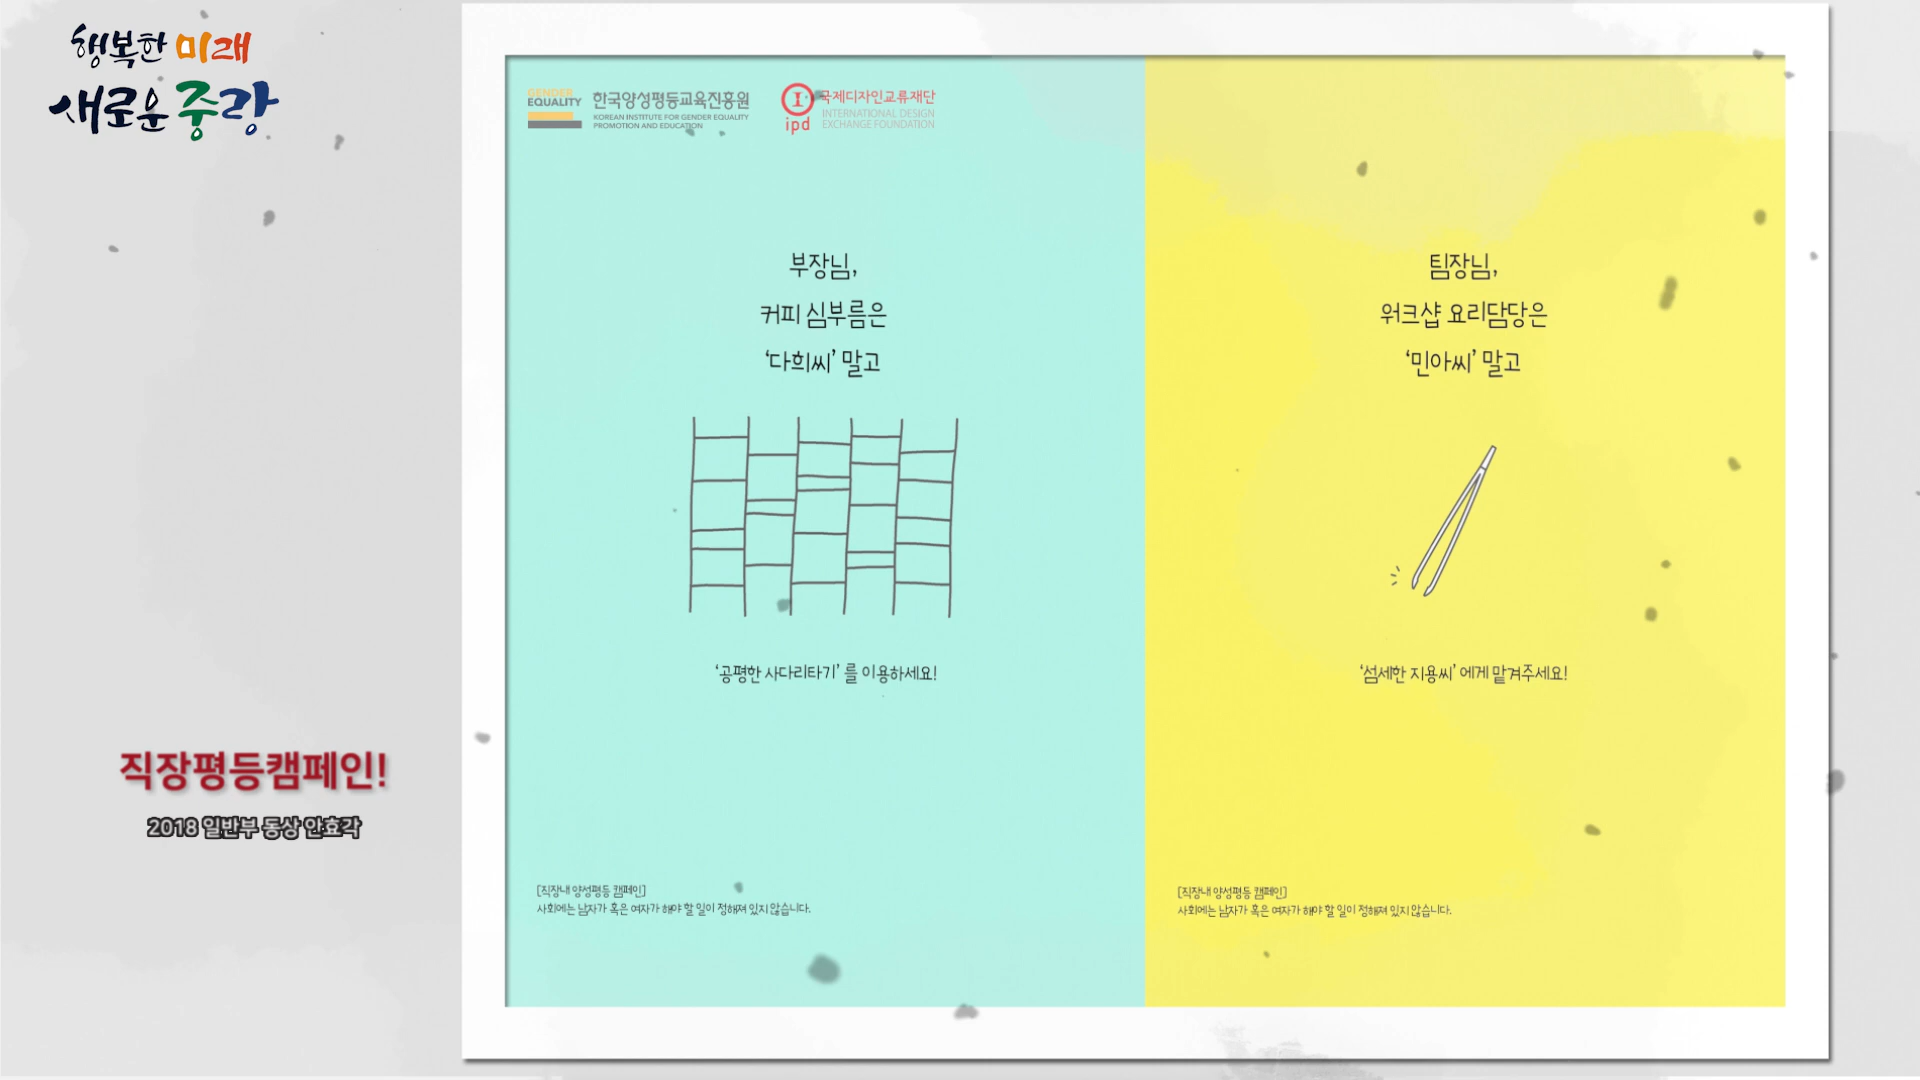 행복한 미래
새로운 중랑
GENDER
EQUALITY
한국양성평등교육진흥원
KOREAN INSTITUTE FOR GENDER EQUALITY
PROMOTION AND EDUCATION
ipd
국제디자인교류재단
INTERNATIONAL DESIGN
EXCHANGE FOUNDATION
부장님,
커피 심부름은
‘다희씨’ 말고
‘공평한 사다리타기’ 를 이용하세요!
[직장내 양성평등 캠페인]
사회에는 남자가 혹은 여자가 해야 할 일이 정해져 있지 않습니다.
팀장님,
워크샵 요리담당은
‘민아씨’ 말고
‘섬세한 지용씨’ 에게 맡겨주세요!
[직장내 양성평등 캠페인]
사회에는 남자가 혹은 여자가 해야 할 일이 정해져 있지 않습니다.
직장평등캠페인!
2018 일반부 동상 안효각